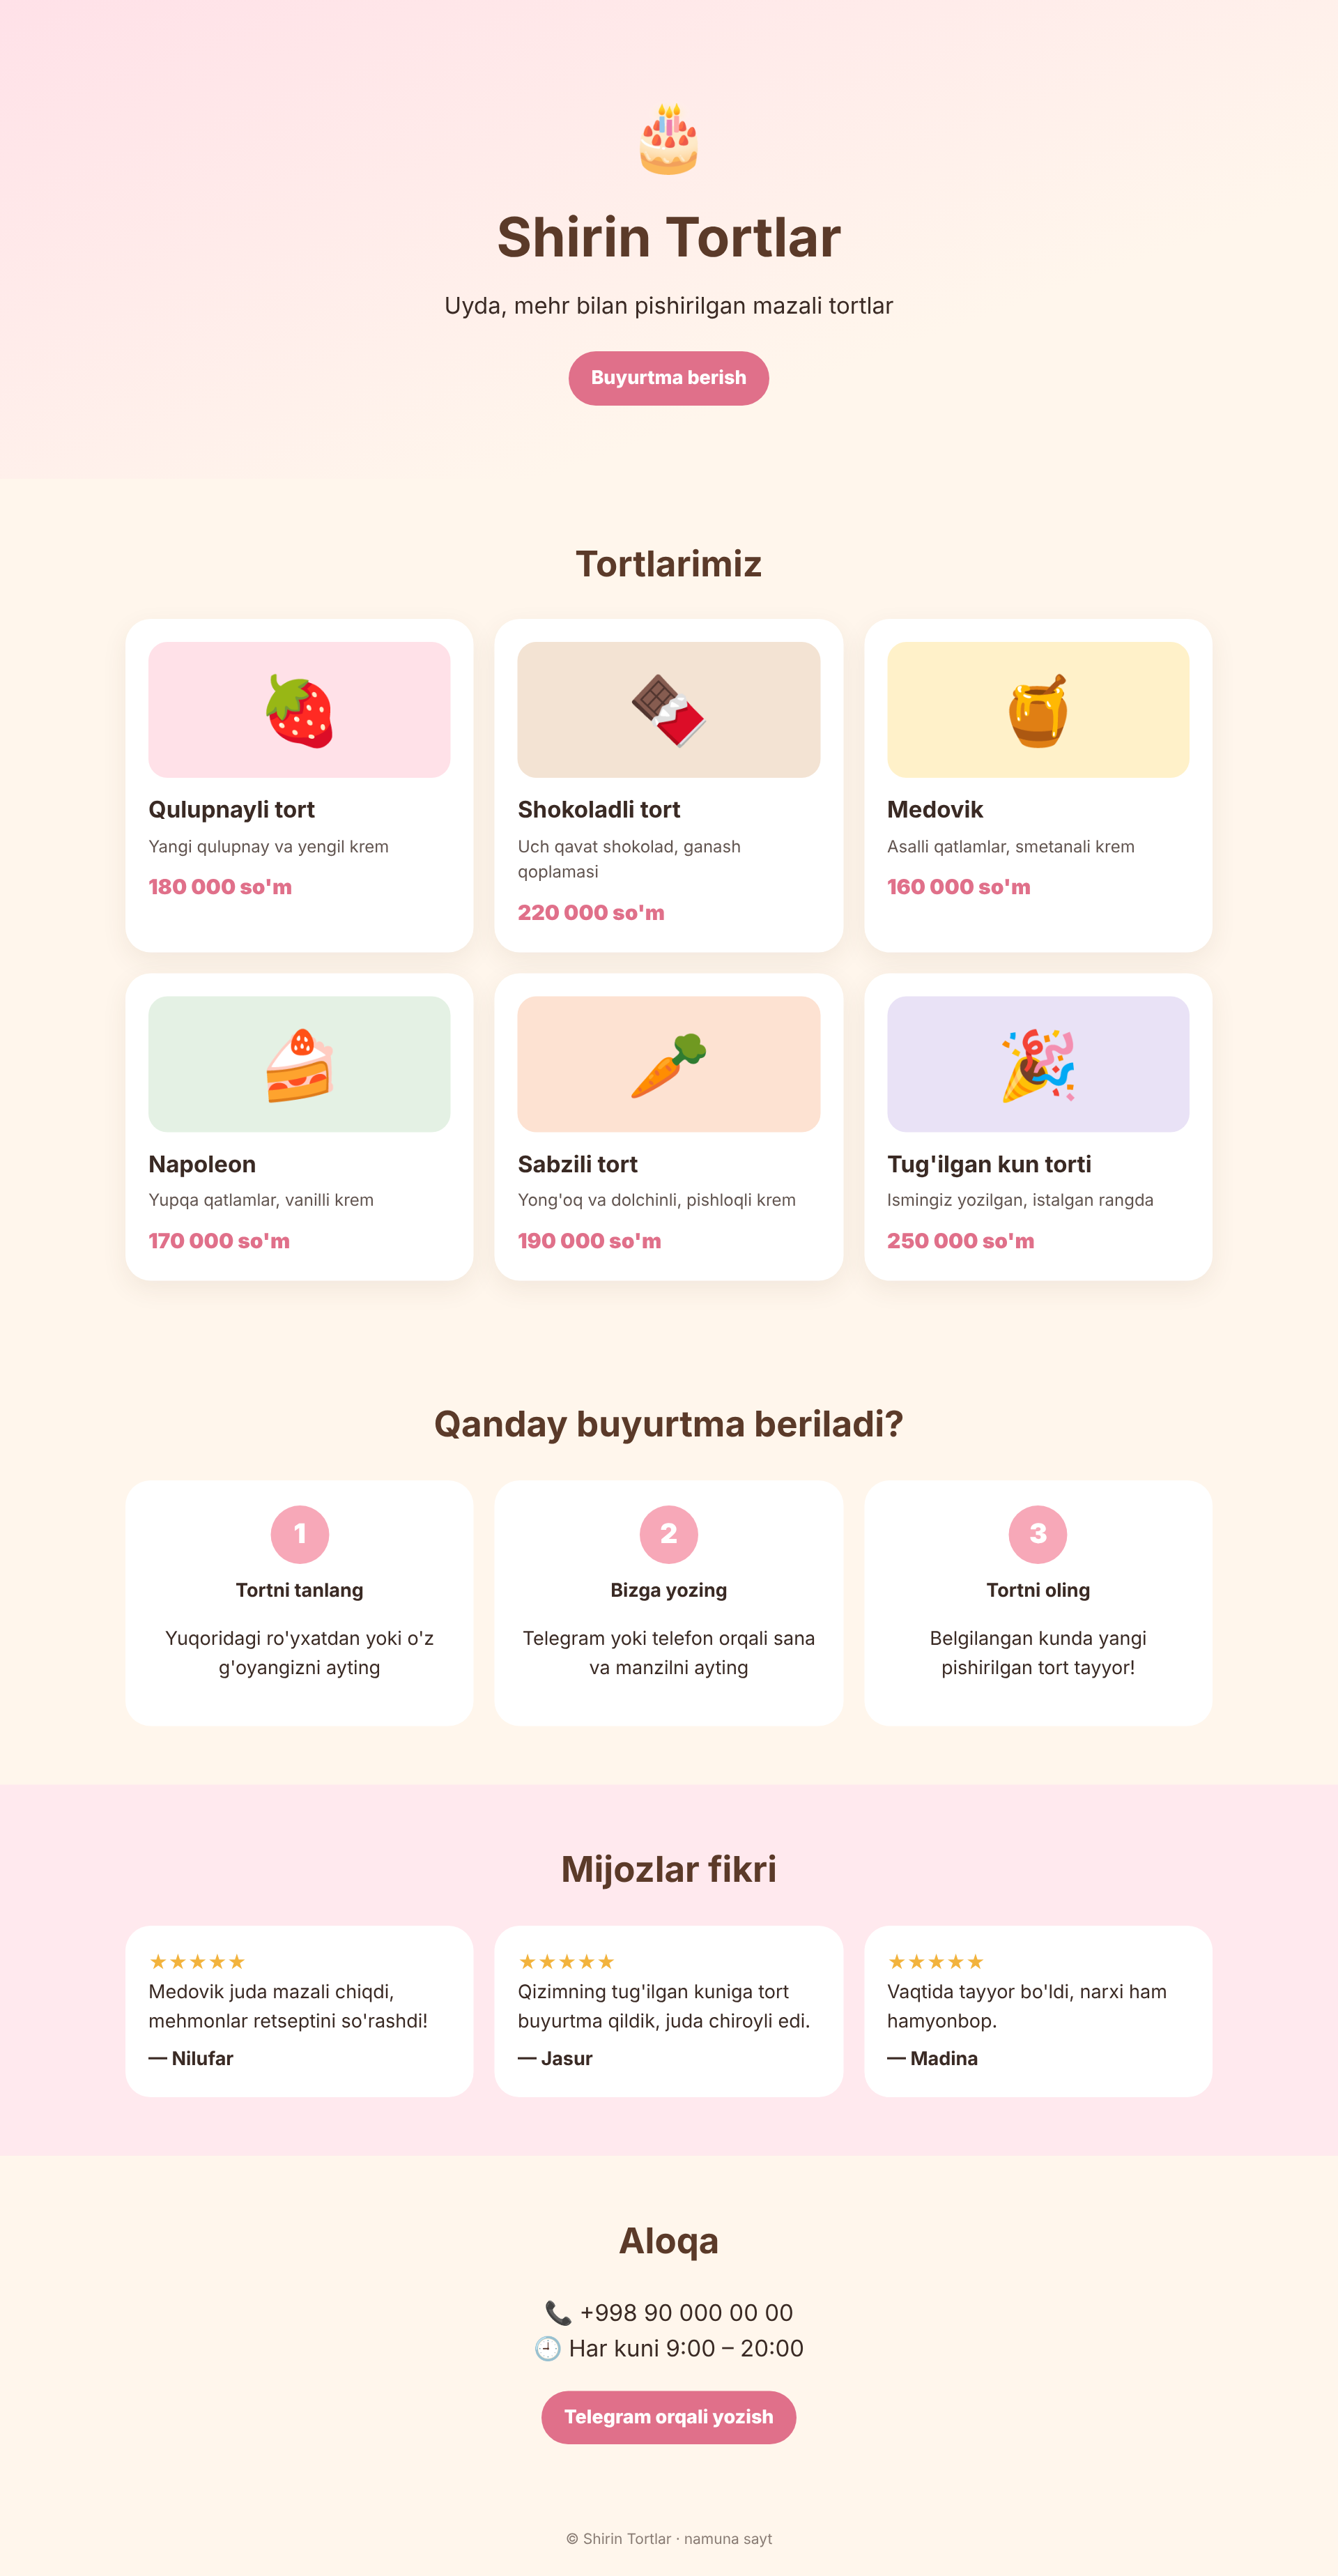 Shirin Tortlar
Uyda, mehr bilan pishirilgan mazali tortlar
Buyurtma berish
Tortlarimiz
Qulupnayli tort
Yangi qulupnay va yengil krem
180 000 so'm
Shokoladli tort
Uch qavat shokolad, ganash
qoplamasi
220 000 so'm
Medovik
Asalli qatlamlar, smetanali krem
160 000 so'm
Napoleon
Yupqa qatlamlar, vanilli krem
170 000 so'm
Sabzili tort
Yong'oq va dolchinli, pishloqli krem
190 000 so'm
Tug'ilgan kun torti
Ismingiz yozilgan, istalgan rangda
250 000 so'm
Qanday buyurtma beriladi?
1
Tortni tanlang
Yuqoridagi ro'yxatdan yoki o'z
g'oyangizni ayting
2
Bizga yozing
Telegram yoki telefon orqali sana
va manzilni ayting
3
Tortni oling
Belgilangan kunda yangi
pishirilgan tort tayyor!
Mijozlar fikri
★★★★★
Medovik juda mazali chiqdi,
mehmonlar retseptini so'rashdi!
— Nilufar
★★★★★
Qizimning tug'ilgan kuniga tort
buyurtma qildik, juda chiroyli edi.
— Jasur
★★★★★
Vaqtida tayyor bo'ldi, narxi ham
hamyonbop.
— Madina
Aloqa
📞 +998 90 000 00 00
🕘 Har kuni 9:00 – 20:00
Telegram orqali yozish
© Shirin Tortlar · namuna sayt